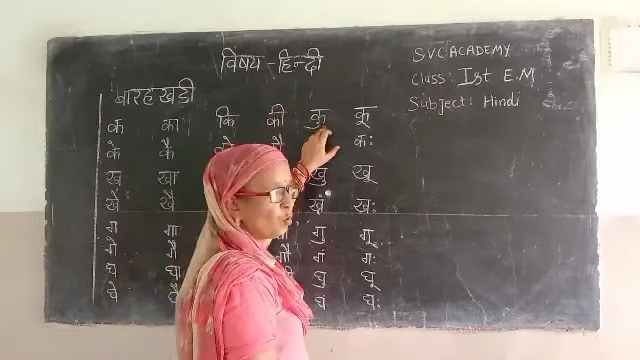 विषय - हिन्दी
SVC ACADEMY
Class: Ist E.M
Subject: Hindi
बारहखडी
क का कि की कु कू
के कै को कौ क:
ख खा खु खू
खे खै खं ख:
ग गा गु गू
गे गै गौ गं ग:
घ घा घु घू
घे घै घं घ: